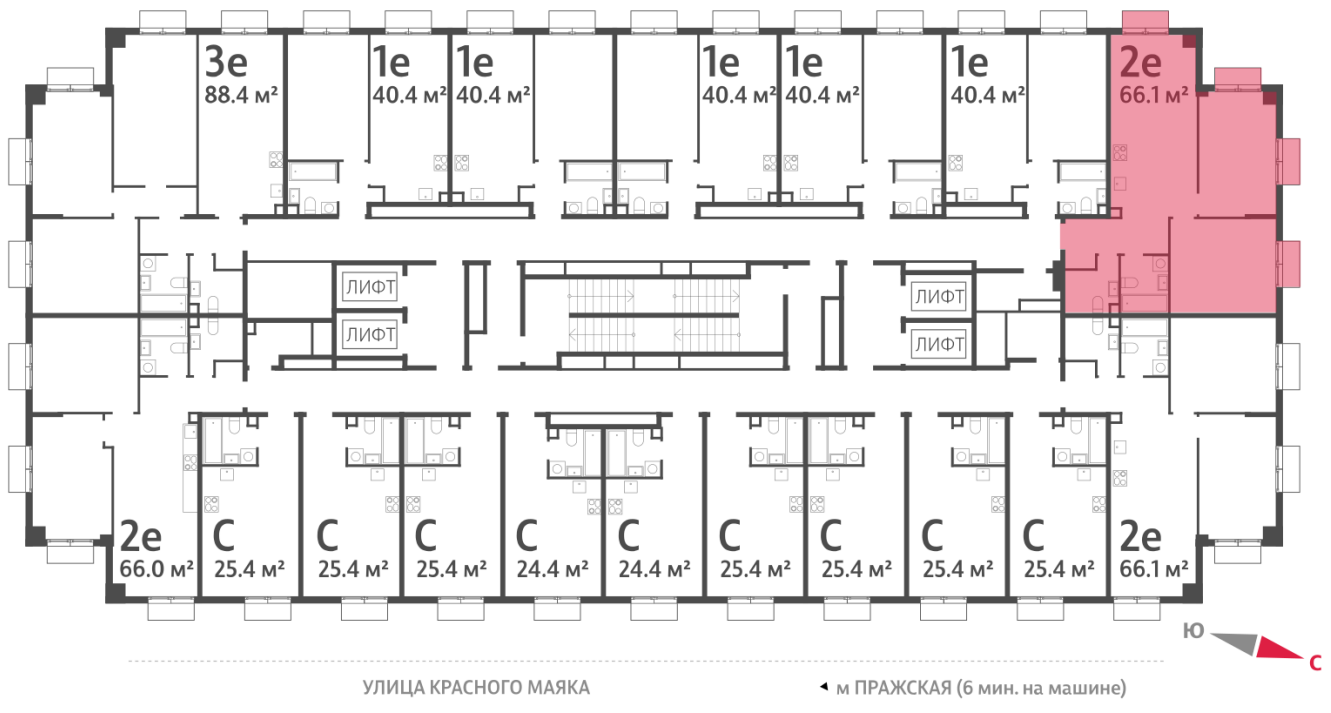 3е
88.4 м²
1е
40.4 м²
1е
40.4 м²
1е
40.4 м²
1е
40.4 м²
1е
40.4 м²
2е
66.1 м²
ЛИФТ
ЛИФТ
ЛИФТ
ЛИФТ
2е
66.0 м²
С
25.4 м²
С
25.4 м²
С
25.4 м²
С
24.4 м²
С
24.4 м²
С
25.4 м²
С
25.4 м²
С
25.4 м²
С
25.4 м²
2е
66.1 м²
Ю
С
УЛИЦА КРАСНОГО МАЯКА
м ПРАЖСКАЯ (6 мин. на машине)